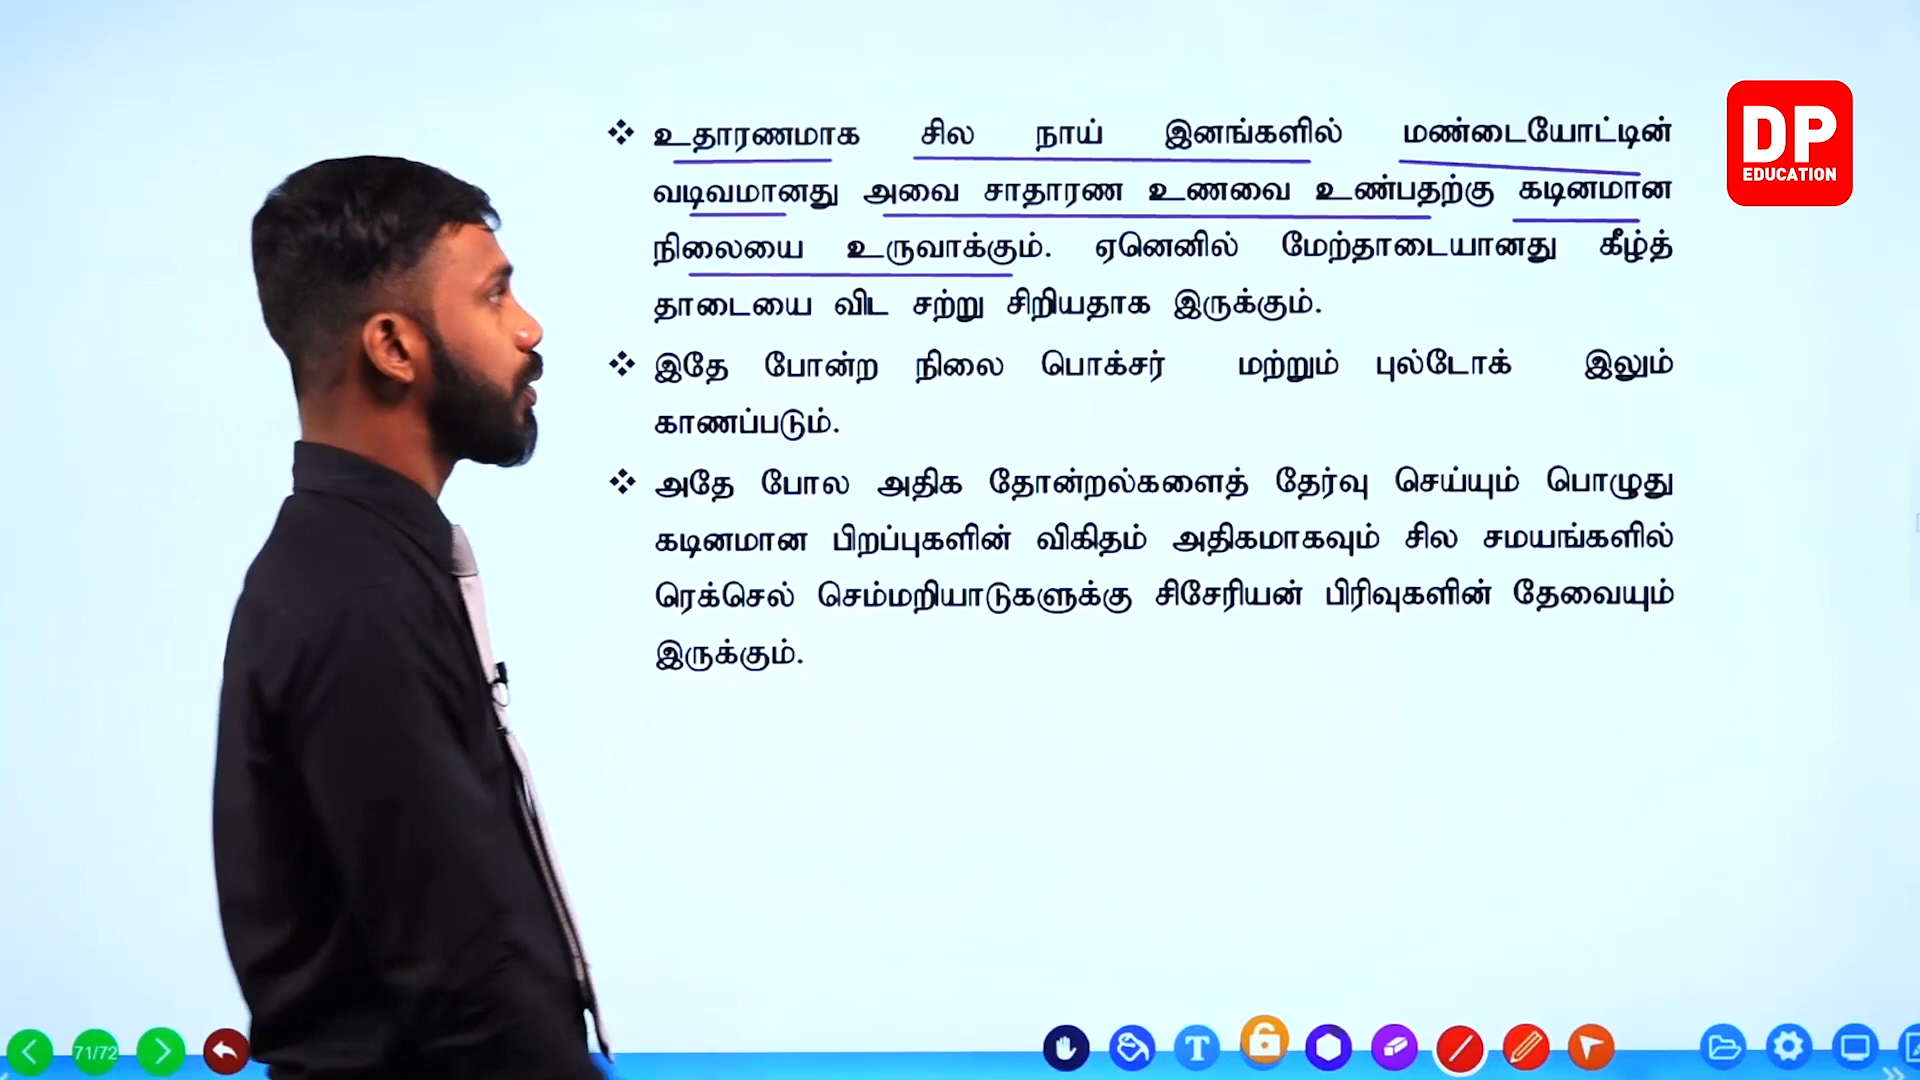 ❖ உதாரணமாக சில நாய் இனங்களில் மண்டையோட்டின்
வடிவமானது அவை சாதாரண உணவை உண்பதற்கு கடினமான
நிலையை உருவாக்கும். ஏனெனில் மேற்தாடையானது கீழ்த்
தாடையை விட சற்று சிறியதாக இருக்கும்.
❖ இதே போன்ற நிலை பொக்சர் மற்றும் புல்டோக் இலும்
காணப்படும்.
❖ அதே போல அதிக தோன்றல்களைத் தேர்வு செய்யும் பொழுது
கடினமான பிறப்புகளின் விகிதம் அதிகமாகவும் சில சமயங்களில்
ரெக்செல் செம்மறியாடுகளுக்கு சிசேரியன் பிரிவுகளின் தேவையும்
இருக்கும்.
DP
EDUCATION
71/72
T